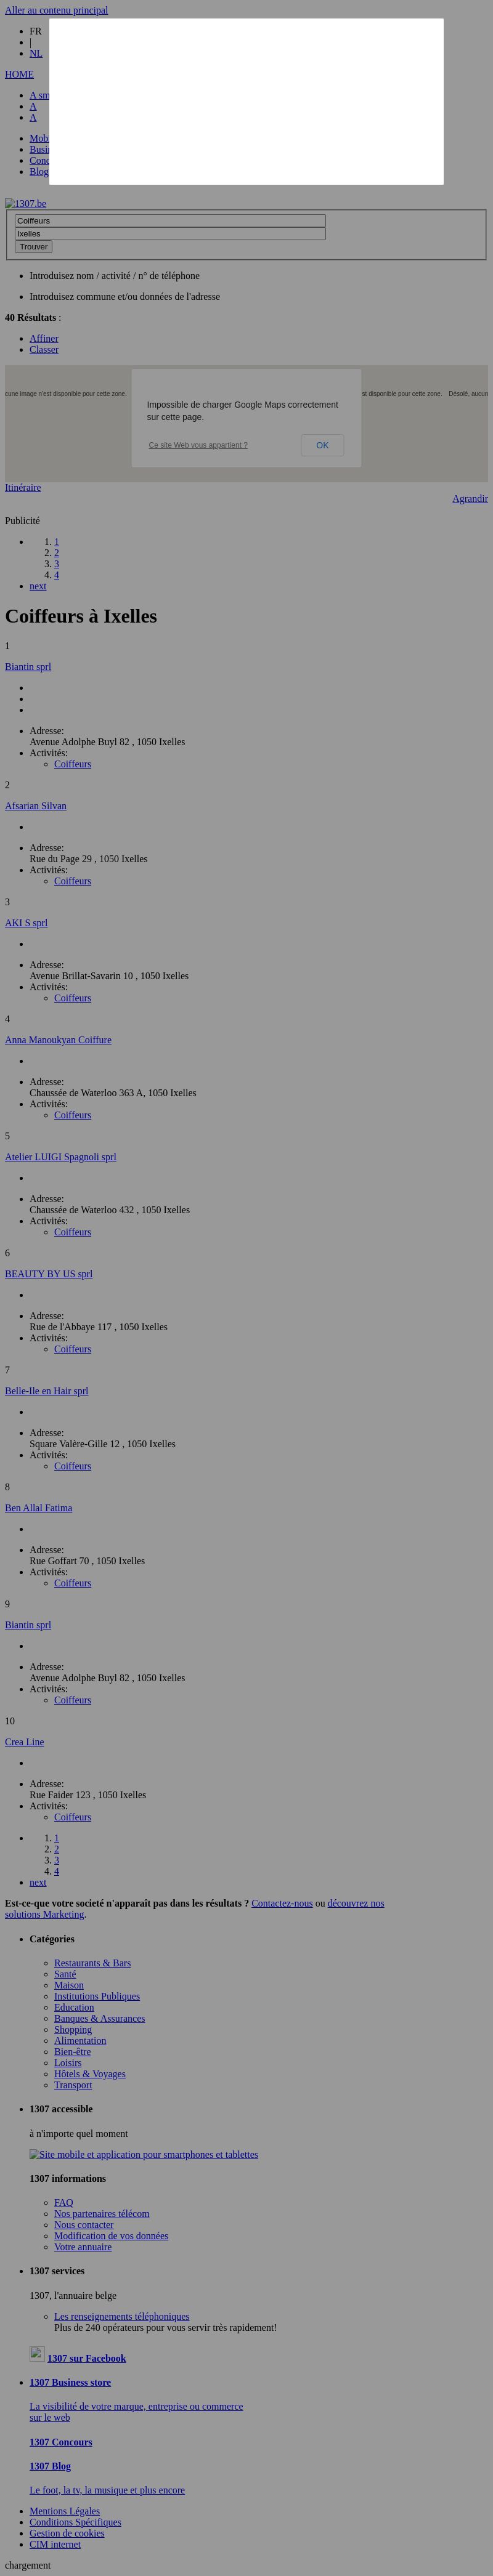 Aller au contenu principal
FR
|
NL
HOME
A
A
A
Blog
1307.be
Coiffeurs
Ixelles
Trouver
Introduisez nom / activité / n° de téléphone
Introduisez commune et/ou données de l'adresse
40 Résultats :
Affiner
Classer
image n'est disponible pour cette zone.
disponible pour cette zone. Désolé,
Impossible de charger Google Maps correctement
sur cette page.
Ce site Web vous appartient ?
OK
Itinéraire
Agrandir
Publicité
1. 1
2. 2
3. 3
4. 4
next
Coiffeurs à Ixelles
1
Biantin sprl
Adresse:
Avenue Adolphe Buyl 82 , 1050 Ixelles
Activités:
Coiffeurs
2
Afsarian Silvan
Adresse:
Rue du Page 29 , 1050 Ixelles
Activités:
Coiffeurs
3
AKI S sprl
Adresse:
Avenue Brillat-Savarin 10 , 1050 Ixelles
Activités:
Coiffeurs
4
Anna Manoukyan Coiffure
Adresse:
Chaussée de Waterloo 363 A, 1050 Ixelles
Activités:
Coiffeurs
5
Atelier LUIGI Spagnoli sprl
Adresse:
Chaussée de Waterloo 432 , 1050 Ixelles
Activités:
Coiffeurs
6
BEAUTY BY US sprl
Adresse:
Rue de l'Abbaye 117 , 1050 Ixelles
Activités:
Coiffeurs
7
Belle-Ile en Hair sprl
Adresse:
Square Valère-Gille 12 , 1050 Ixelles
Activités:
Coiffeurs
8
Ben Allal Fatima
Adresse:
Rue Goffart 70 , 1050 Ixelles
Activités:
Coiffeurs
9
Biantin sprl
Adresse:
Avenue Adolphe Buyl 82 , 1050 Ixelles
Activités:
Coiffeurs
10
Crea Line
Adresse:
Rue Faider 123 , 1050 Ixelles
Activités:
Coiffeurs
1. 1
2. 2
3. 3
4. 4
next
Est-ce-que votre société n'apparaît pas dans les résultats ? Contactez-nous ou découvrez nos
solutions Marketing.
Catégories
Restaurants & Bars
Santé
Maison
Institutions Publiques
Education
Banques & Assurances
Shopping
Alimentation
Bien-être
Loisirs
Hôtels & Voyages
Transport
1307 accessible
à n'importe quel moment
Site mobile et application pour smartphones et tablettes
1307 informations
FAQ
Nos partenaires télécom
Nous contacter
Modification de vos données
Votre annuaire
1307 services
1307, l'annuaire belge
Les renseignements téléphoniques
Plus de 240 opérateurs pour vous servir très rapidement!
1307 sur Facebook
1307 Business store
La visibilité de votre marque, entreprise ou commerce
sur le web
1307 Concours
1307 Blog
Le foot, la tv, la musique et plus encore
Mentions Légales
Conditions Spécifiques
Gestion de cookies
CIM internet
chargement